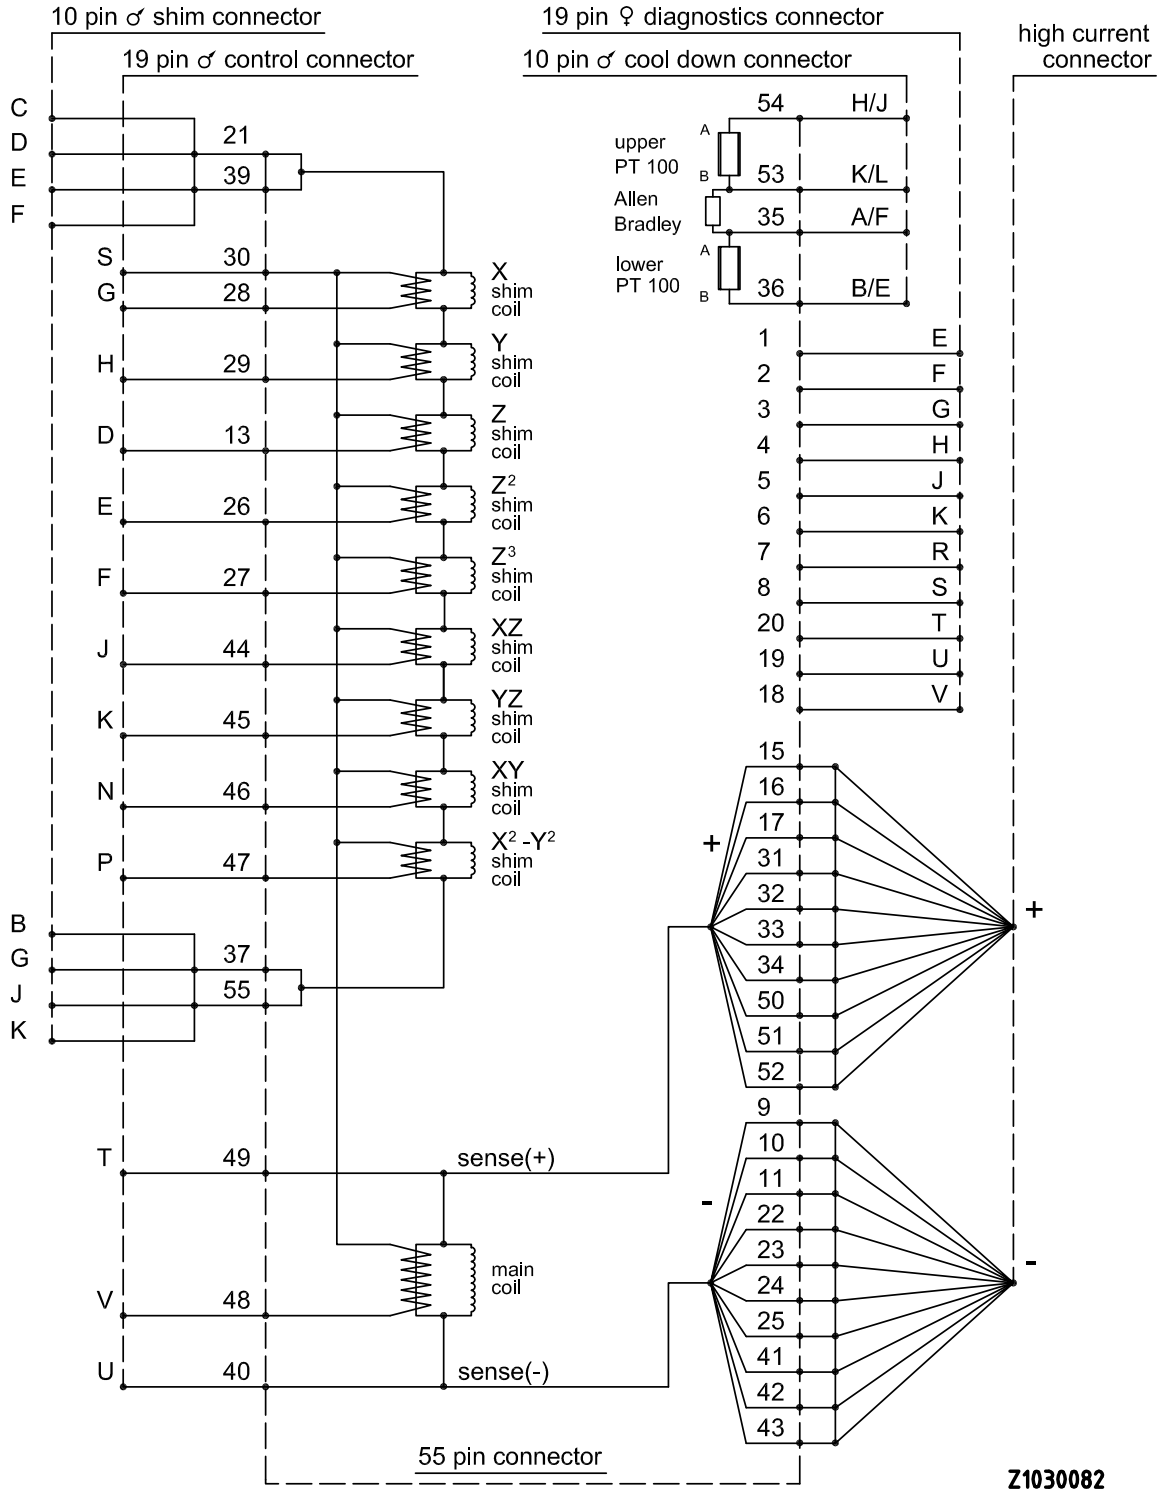 10 pin ♂ shim connector
19 pin ♂ control connector
19 pin ♀ diagnostics connector
10 pin ♂ cool down connector
high current
connector
C
D 21
E 39
F
S 30
G 28
X
shim
coil
H 29
Y
shim
coil
D 13
Z
shim
coil
E 26
Z²
shim
coil
F 27
Z³
shim
coil
J 44
XZ
shim
coil
K 45
YZ
shim
coil
N 46
XY
shim
coil
P 47
X² -Y²
shim
coil
B
G 37
J 55
K
T 49 sense(+)
main
coil
V 48
U 40 sense(-)
55 pin connector
54 H/J
A
upper
PT 100
B
53 K/L
Allen
Bradley
35 A/F
A
lower
PT 100
B
36 B/E
1 E
2 F
3 G
4 H
5 J
6 K
7 R
8 S
20 T
19 U
18 V
15
16
17
+
31
32
33
+
34
50
51
52
9
10
11
-
22
23
-
24
25
41
42
43
Z1030082